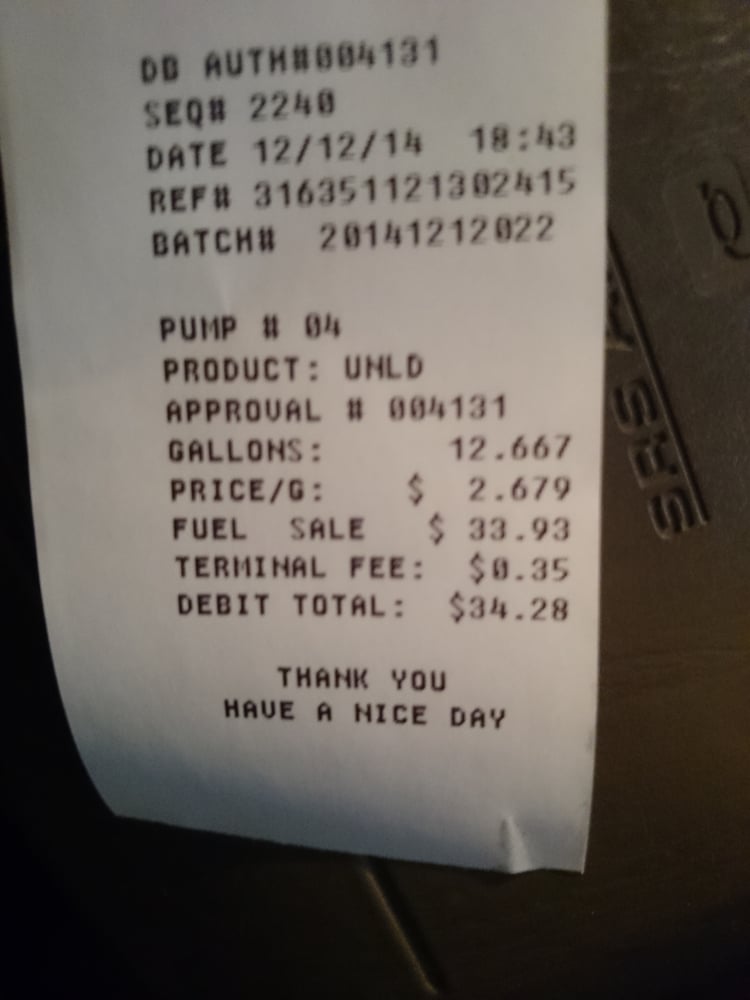 DB AUTH#004131
SEQ# 2240
DATE 12/12/14 18:43
REF# 316351121302415
BATCH# 20141212022
PUMP # 04
PRODUCT: UNLD
APPROVAL # 004131
GALLONS: 12.667
PRICE/G: $ 2.679
FUEL SALE $ 33.93
TERMINAL FEE: $0.35
DEBIT TOTAL: $34.28
THANK YOU
HAVE A NICE DAY
SRS